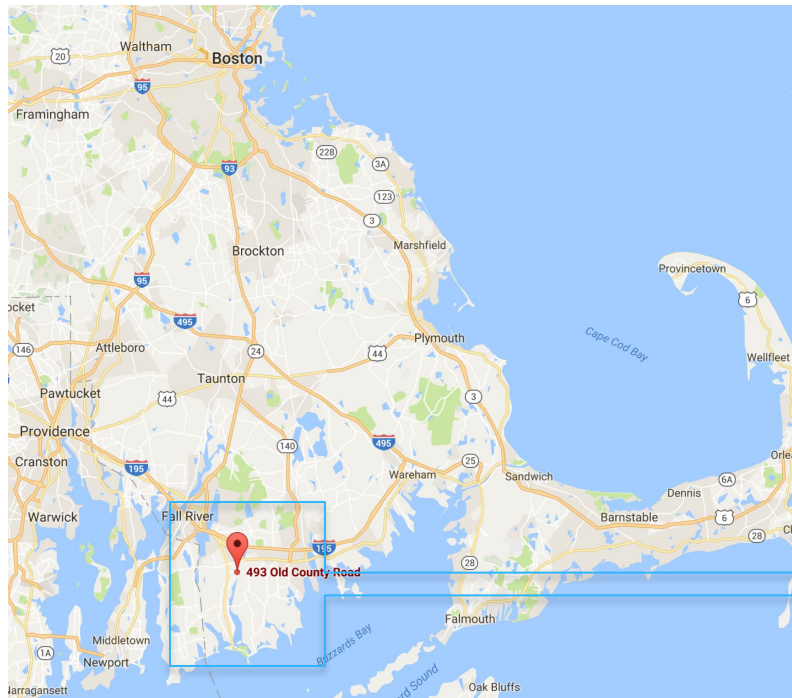 Waltham
20
Boston
95
Framingham
228
3A
93
123
3
Marshfield
Brockton
Provincetown
95
6
ocket
495
Cape Cod Bay
146
Attleboro
24
44
Plymouth
Wellfleet
Taunton
Pawtucket
44
3
Providence
140
495
Orle
Cranston
195
25
Wareham
Sandwich
6A
Dennis
Warwick
Fall River
Barnstable
6
28
195
493 Old County Road
28
Falmouth
Buzzards Bay
Middletown
1A
Newport
Narragansett
Oak Bluffs